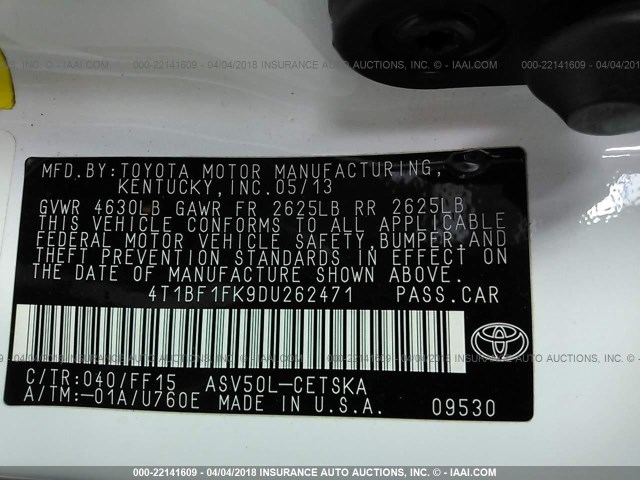 000-22141609 - 04/04/2018 INSURANCE AUTO AUCTIONS, INC. - IAAI.COM
MFD.BY:TOYOTA MOTOR MANUFACTURING,
KENTUCKY,INC.05/13
GVWR 4630LB GAWR FR 2625LB RR 2625LB
THIS VEHICLE CONFORMS TO ALL APPLICABLE
FEDERAL MOTOR VEHICLE SAFETY,BUMPER,AND
THEFT PREVENTION STANDARDS IN EFFECT ON
THE DATE OF MANUFACTURE SHOWN ABOVE.
4T1BF1FK9DU262471 PASS.CAR
TOYOTA
C/TR:040/FF15 ASV50L-CETSKA
A/TM:-01A/U760E MADE IN U.S.A. 09530
000-22141609 - 04/04/2018 INSURANCE AUTO AUCTIONS, INC. - IAAI.COM